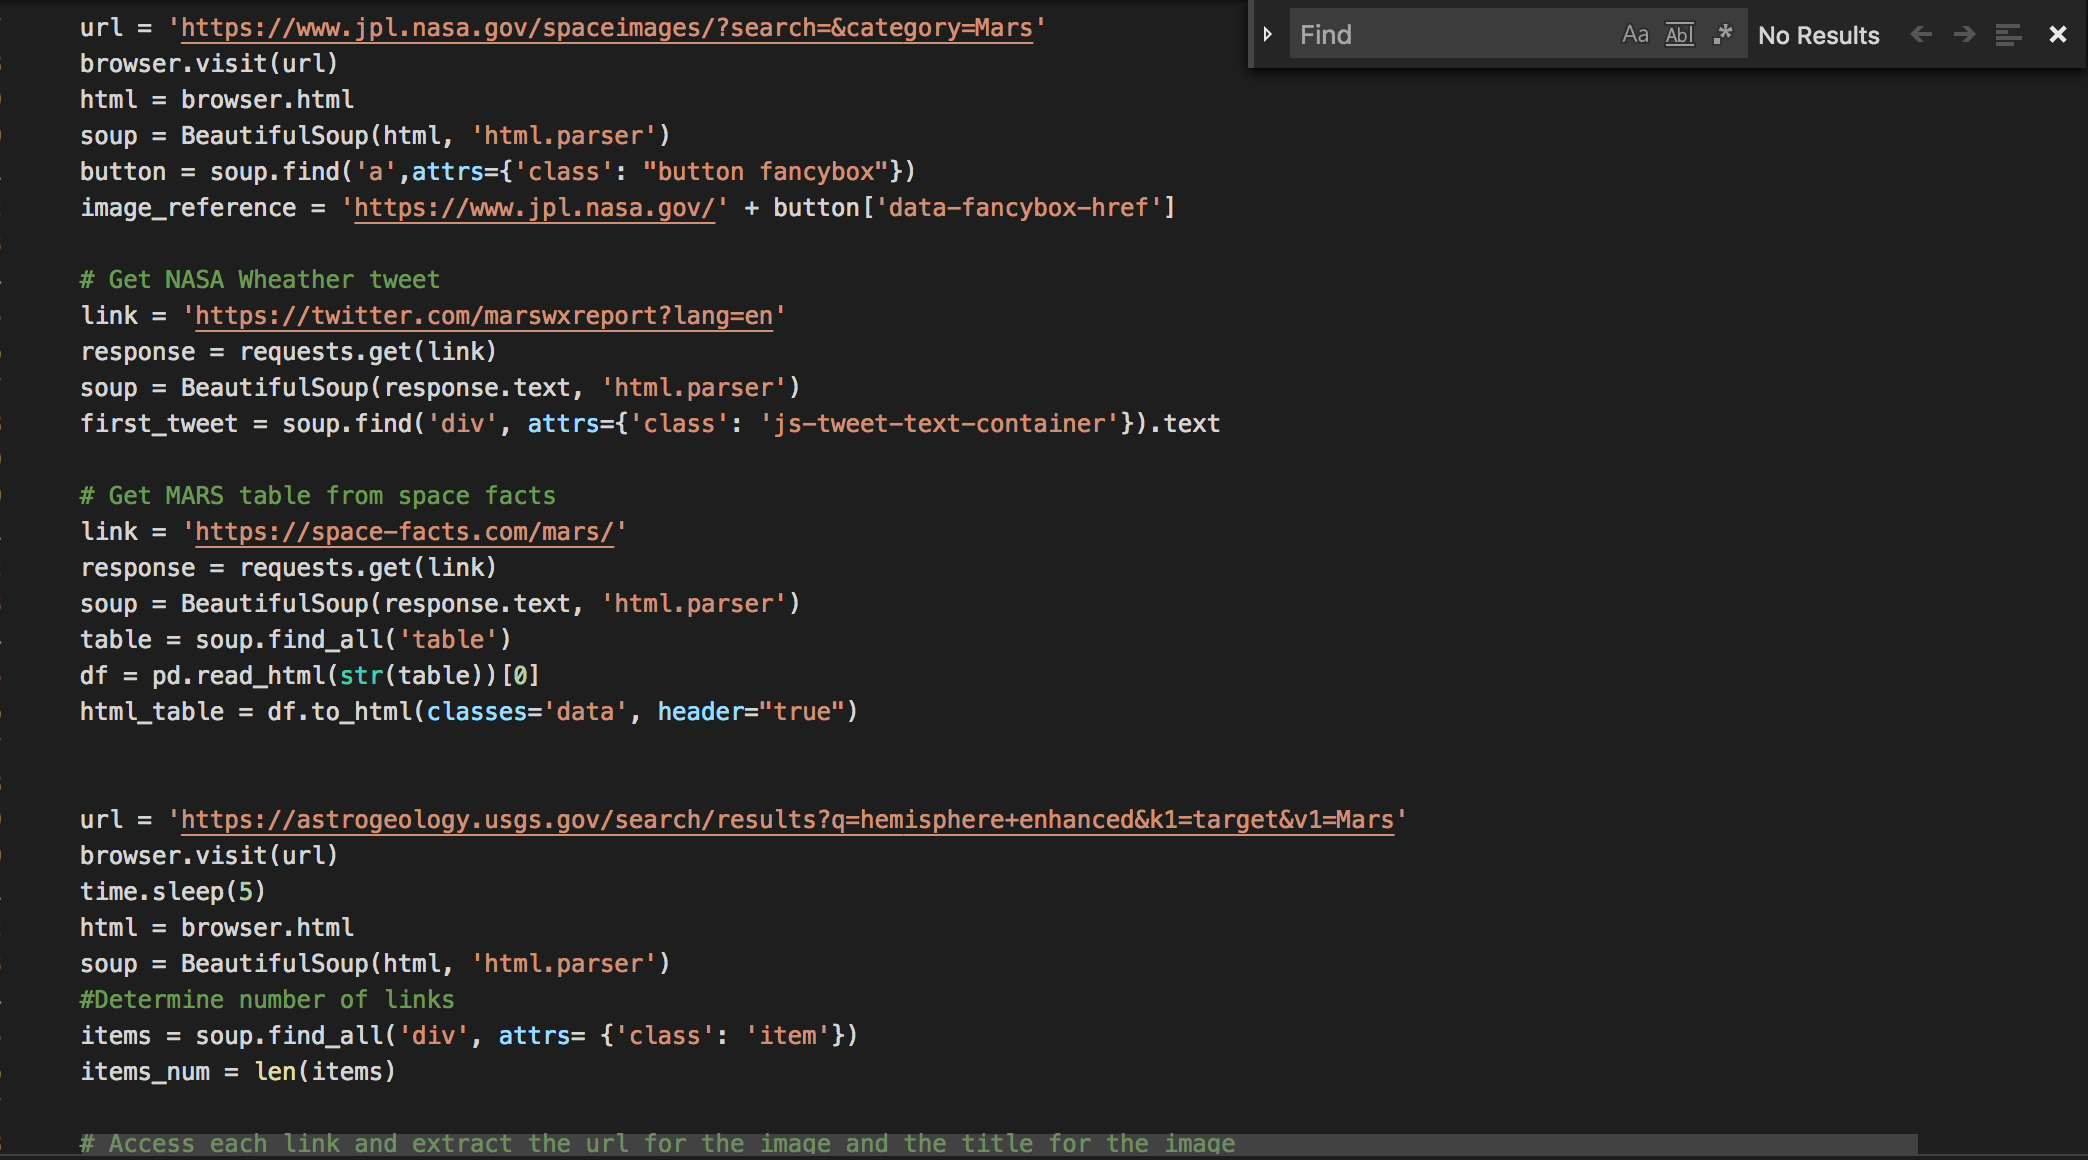 url = 'https://www.jpl.nasa.gov/spaceimages/?search=&category=Mars'
Find Aa Abl .* No Results
browser.visit(url)
html = browser.html
soup = BeautifulSoup(html, 'html.parser')
button = soup.find('a',attrs={'class': "button fancybox"})
image_reference = 'https://www.jpl.nasa.gov/' + button['data-fancybox-href']
# Get NASA Wheather tweet
link = 'https://twitter.com/marswxreport?lang=en'
response = requests.get(link)
soup = BeautifulSoup(response.text, 'html.parser')
first_tweet = soup.find('div', attrs={'class': 'js-tweet-text-container'}).text
# Get MARS table from space facts
link = 'https://space-facts.com/mars/'
response = requests.get(link)
soup = BeautifulSoup(response.text, 'html.parser')
table = soup.find_all('table')
df = pd.read_html(str(table))[0]
html_table = df.to_html(classes='data', header="true")
url = 'https://astrogeology.usgs.gov/search/results?q=hemisphere+enhanced&k1=target&v1=Mars'
browser.visit(url)
time.sleep(5)
html = browser.html
soup = BeautifulSoup(html, 'html.parser')
#Determine number of links
items = soup.find_all('div', attrs= {'class': 'item'})
items_num = len(items)
# Access each link and extract the url for the image and the title for the image